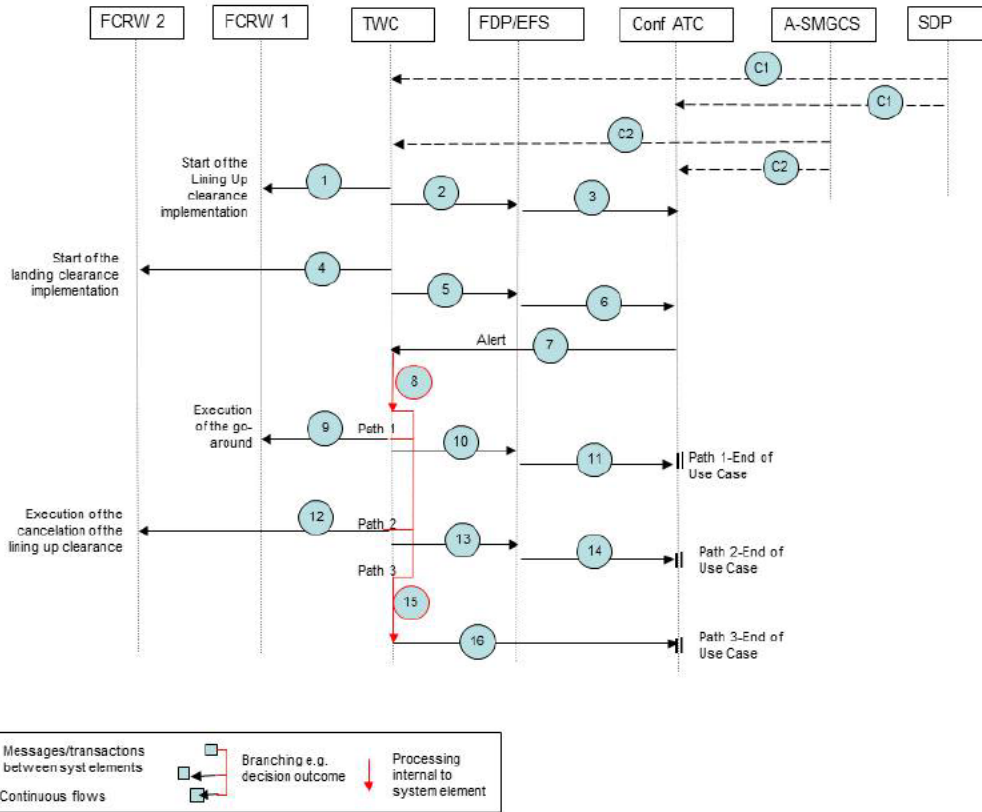 FCRW 2
FCRW 1
TWC
FDP/EFS
Conf ATC
A-SMGCS
SDP
C1
C1
C2
C2
Start of the
Lining Up
clearance
implementation
1
2
3
Start of the
landing clearance
implementation
4
5
6
Alert
7
8
Execution
of the go-
around
9
Path 1
10
11
Path 1-End of
Use Case
Execution of the
cancelation of the
lining up clearance
12
Path 2
13
14
Path 2-End of
Use Case
Path 3
15
16
Path 3-End of
Use Case
Messages/transactions
between syst elements
Continuous flows
Branching e.g.
decision outcome
Processing
internal to
system element